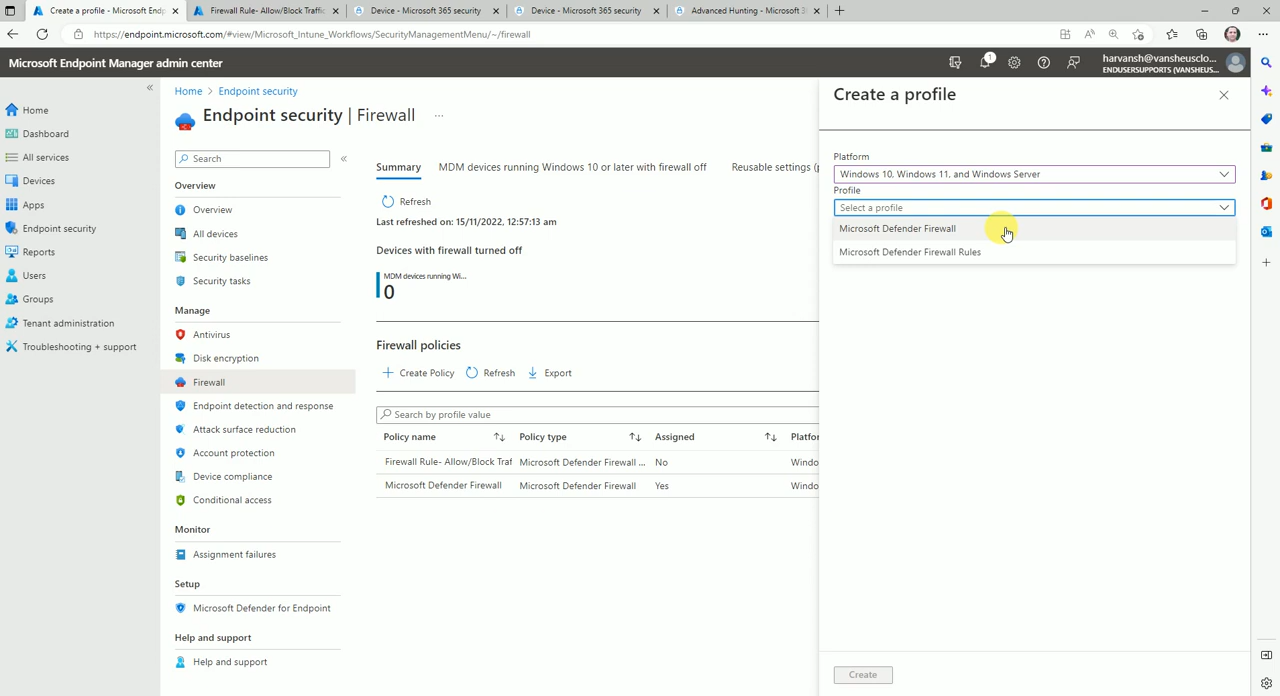 Create a profile - Microsoft Endp
Firewall Rule- Allow/Block Traffic
Device - Microsoft 365 security
Device - Microsoft 365 security
Advanced Hunting - Microsoft 3
https://endpoint.microsoft.com/#view/Microsoft_Intune_Workflows/SecurityManagementMenu/~/firewall
Microsoft Endpoint Manager admin center
1
harvansh@vansheusclo...
ENDUSERSUPPORTS (VANSHEUS...
Home
Dashboard
All services
Devices
Apps
Endpoint security
Reports
Users
Groups
Tenant administration
Troubleshooting + support
Home > Endpoint security
Endpoint security | Firewall ...
Search
Overview
Overview
All devices
Security baselines
Security tasks
Manage
Antivirus
Disk encryption
Firewall
Endpoint detection and response
Attack surface reduction
Account protection
Device compliance
Conditional access
Monitor
Assignment failures
Setup
Microsoft Defender for Endpoint
Help and support
Help and support
Summary MDM devices running Windows 10 or later with firewall off Reusable settings (p
Refresh
Last refreshed on: 15/11/2022, 12:57:13 am
Devices with firewall turned off
MDM devices running Wi...
0
Firewall policies
Create Policy Refresh Export
Search by profile value
Policy name Policy type Assigned Platfor
Firewall Rule- Allow/Block Traf Microsoft Defender Firewall ... No Windo
Microsoft Defender Firewall Microsoft Defender Firewall Yes Windo
Create a profile
Platform
Windows 10, Windows 11, and Windows Server
Profile
Select a profile
Microsoft Defender Firewall
Microsoft Defender Firewall Rules
Create